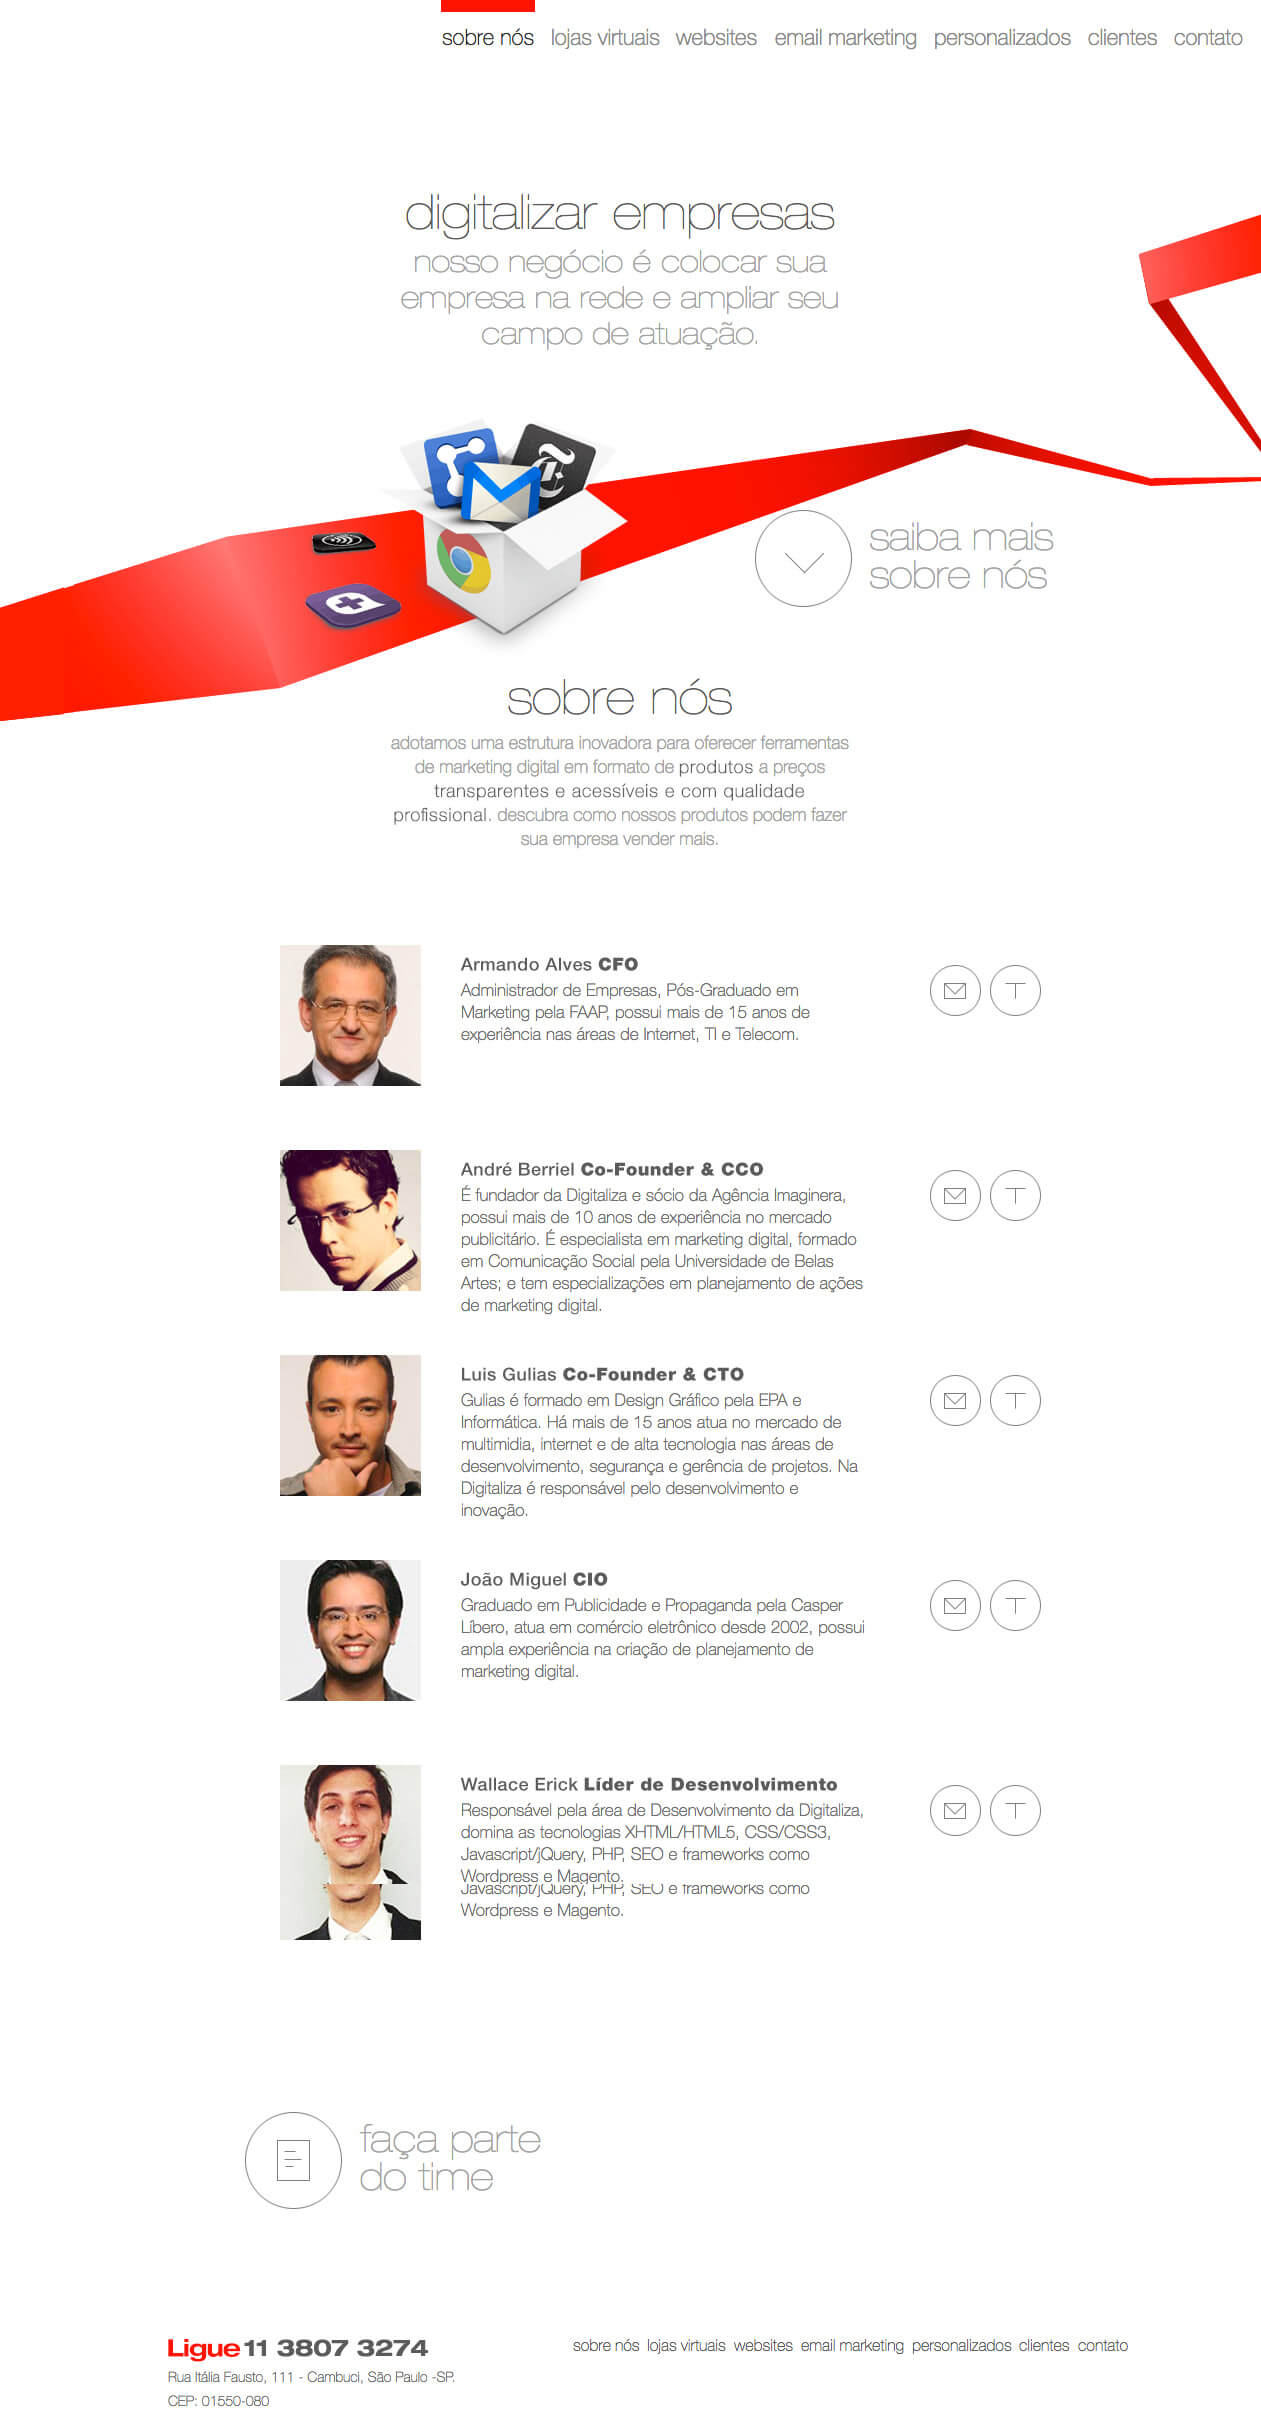 sobre nós lojas virtuais websites email marketing personalizados clientes contato
digitalizar empresas
nosso negócio é colocar sua
empresa na rede e ampliar seu
campo de atuação.
saiba mais
sobre nós
sobre nós
adotamos uma estrutura inovadora para oferecer ferramentas
de marketing digital em formato de produtos a preços
transparentes e acessíveis e com qualidade
profissional. descubra como nossos produtos podem fazer
sua empresa vender mais.
Armando Alves CFO
Administrador de Empresas, Pós-Graduado em
Marketing pela FAAP, possui mais de 15 anos de
experiência nas áreas de Internet, TI e Telecom.
André Berriel Co-Founder & CCO
É fundador da Digitaliza e sócio da Agência Imaginera,
possui mais de 10 anos de experiência no mercado
publicitário. É especialista em marketing digital, formado
em Comunicação Social pela Universidade de Belas
Artes; e tem especializações em planejamento de ações
de marketing digital.
Luis Gulias Co-Founder & CTO
Gulias é formado em Design Gráfico pela EPA e
Informática. Há mais de 15 anos atua no mercado de
multimidia, internet e de alta tecnologia nas áreas de
desenvolvimento, segurança e gerência de projetos. Na
Digitaliza é responsável pelo desenvolvimento e
inovação.
João Miguel CIO
Graduado em Publicidade e Propaganda pela Casper
Líbero, atua em comércio eletrônico desde 2002, possui
ampla experiência na criação de planejamento de
marketing digital.
Wallace Erick Líder de Desenvolvimento
Responsável pela área de Desenvolvimento da Digitaliza,
domina as tecnologias XHTML/HTML5, CSS/CSS3,
Javascript/jQuery, PHP, SEO e frameworks como
Wordpress e Magento.
Javascript/jQuery, PHP, SEO e frameworks como
Wordpress e Magento.
faça parte
do time
Ligue 11 3807 3274
Rua Itália Fausto, 111 - Cambuci, São Paulo -SP.
CEP: 01550-080
sobre nós lojas virtuais websites email marketing personalizados clientes contato